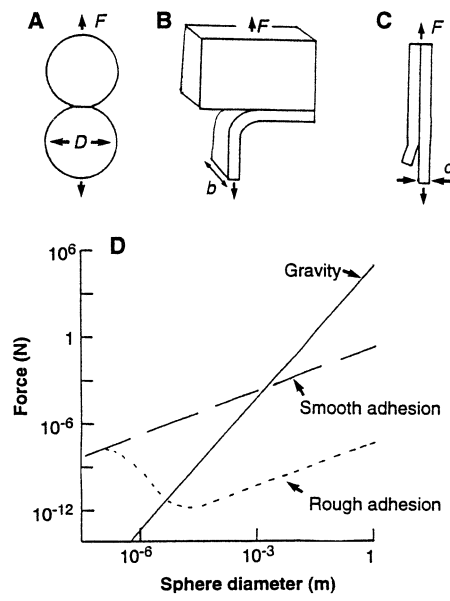 A F
B F
C F
D
b
d
D
10^6
Gravity
1
Smooth adhesion
10^-6
Rough adhesion
10^-12
Force (N)
10^-6 10^-3 1
Sphere diameter (m)